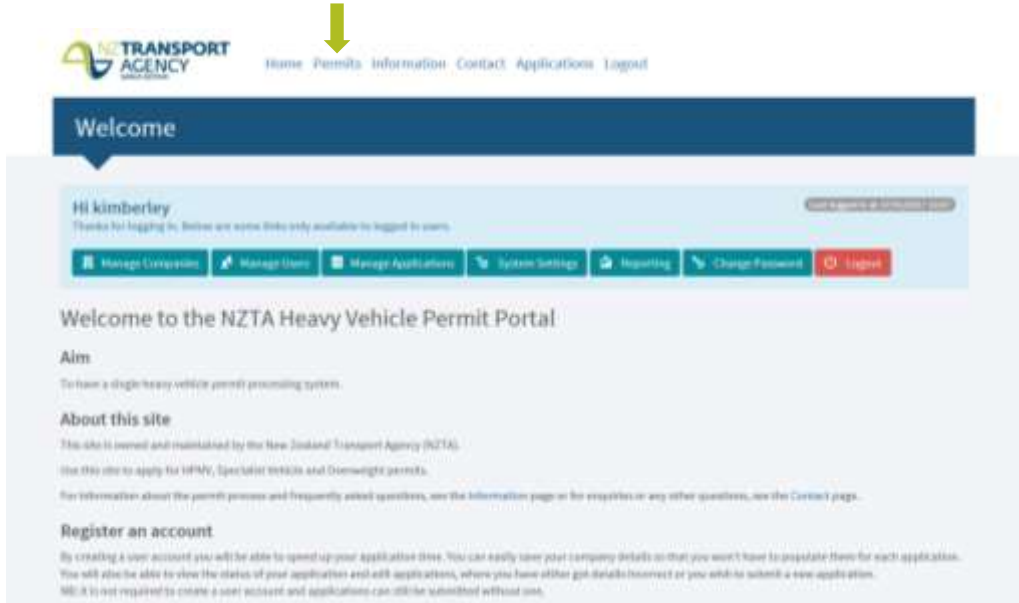 NZ TRANSPORT
AGENCY
Home Permits Information Contact Applications Logout
Welcome
Hi kimberley
Thanks for logging in. Below are some links only available to logged in users.
Manage Companies Manage Users Manage Applications System Settings Reporting Change Password Logout
Welcome to the NZTA Heavy Vehicle Permit Portal
Aim
To have a single heavy vehicle permit processing system.
About this site
This site is owned and maintained by the New Zealand Transport Agency (NZTA).
Use this site to apply for HPMV, Specialist Vehicle and Overweight permits.
For information about the permit process and frequently asked questions, see the Information page or for enquiries or any other questions, see the Contact page.
Register an account
By creating a user account you will be able to speed up your application time. You can easily save your company details so that you won't have to populate them for each application.
You will also be able to view the status of your application and edit applications, where you have either got details incorrect or you wish to submit a new application.
NB: It is not required to create a user account and applications can still be submitted without one.